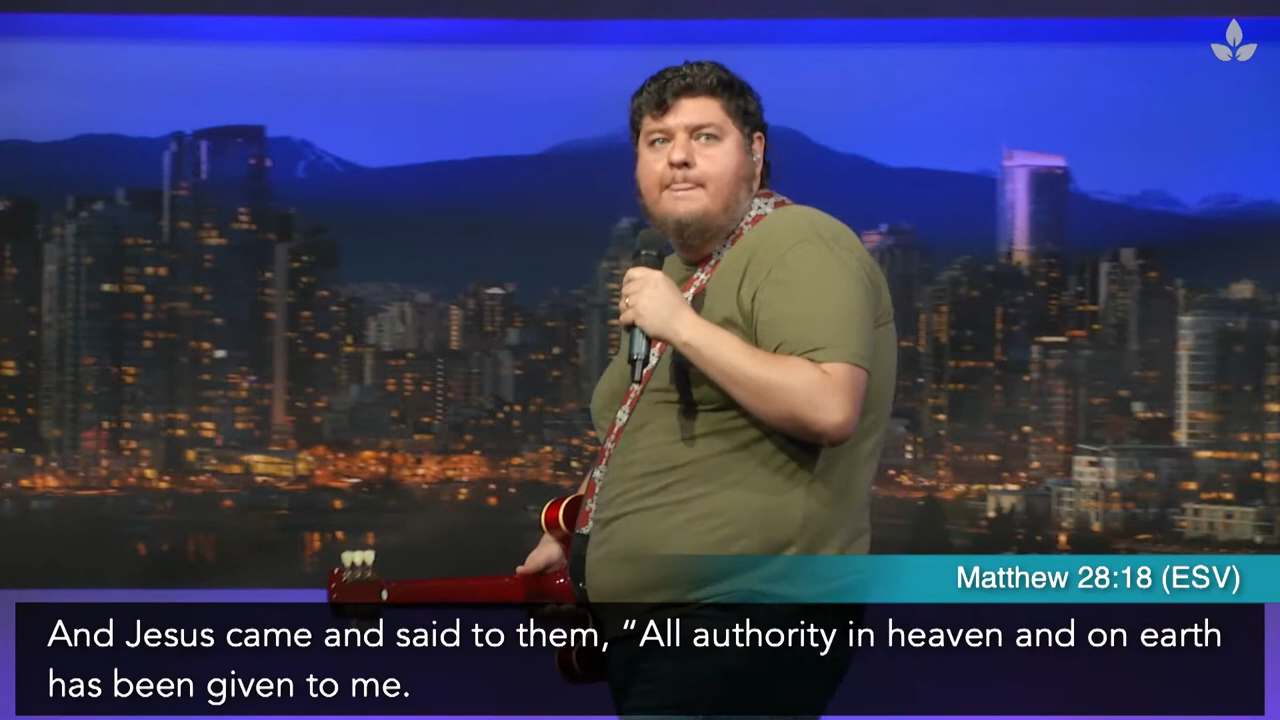 Matthew 28:18 (ESV)
And Jesus came and said to them, “All authority in heaven and on earth
has been given to me.